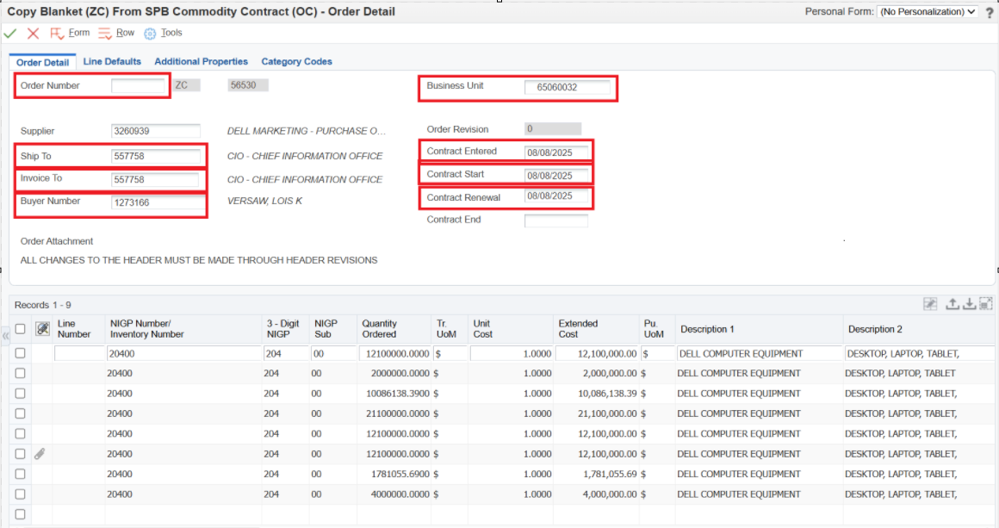 Copy Blanket (ZC) From SPB Commodity Contract (OC) - Order Detail
Personal Form: (No Personalization) ?
Form Row Tools
Order Detail Line Defaults Additional Properties Category Codes
Order Number ZC 56530 Business Unit 65060032
Supplier 3260939 DELL MARKETING - PURCHASE O... Order Revision 0
Ship To 557758 CIO - CHIEF INFORMATION OFFICE Contract Entered 08/08/2025
Invoice To 557758 CIO - CHIEF INFORMATION OFFICE Contract Start 08/08/2025
Buyer Number 1273166 VERSAW, LOIS K Contract Renewal 08/08/2025
Contract End
Order Attachment
ALL CHANGES TO THE HEADER MUST BE MADE THROUGH HEADER REVISIONS
Records 1 - 9
Line Number NIGP Number/ Inventory Number 3 - Digit NIGP NIGP Sub Quantity Ordered Tr. UoM Unit Cost Extended Cost Pu. UoM Description 1 Description 2
20400 204 00 12100000.0000 $ 1.0000 12,100,000.00 $ DELL COMPUTER EQUIPMENT DESKTOP, LAPTOP, TABLET,
20400 204 00 2000000.0000 $ 1.0000 2,000,000.00 $ DELL COMPUTER EQUIPMENT DESKTOP, LAPTOP, TABLET
20400 204 00 10086138.3900 $ 1.0000 10,086,138.39 $ DELL COMPUTER EQUIPMENT DESKTOP, LAPTOP, TABLET,
20400 204 00 21100000.0000 $ 1.0000 21,100,000.00 $ DELL COMPUTER EQUIPMENT DESKTOP, LAPTOP, TABLET,
20400 204 00 12100000.0000 $ 1.0000 12,100,000.00 $ DELL COMPUTER EQUIPMENT DESKTOP, LAPTOP, TABLET,
20400 204 00 12100000.0000 $ 1.0000 12,100,000.00 $ DELL COMPUTER EQUIPMENT DESKTOP, LAPTOP, TABLET,
20400 204 00 1781055.6900 $ 1.0000 1,781,055.69 $ DELL COMPUTER EQUIPMENT DESKTOP, LAPTOP, TABLET,
20400 204 00 4000000.0000 $ 1.0000 4,000,000.00 $ DELL COMPUTER EQUIPMENT DESKTOP, LAPTOP, TABLET,